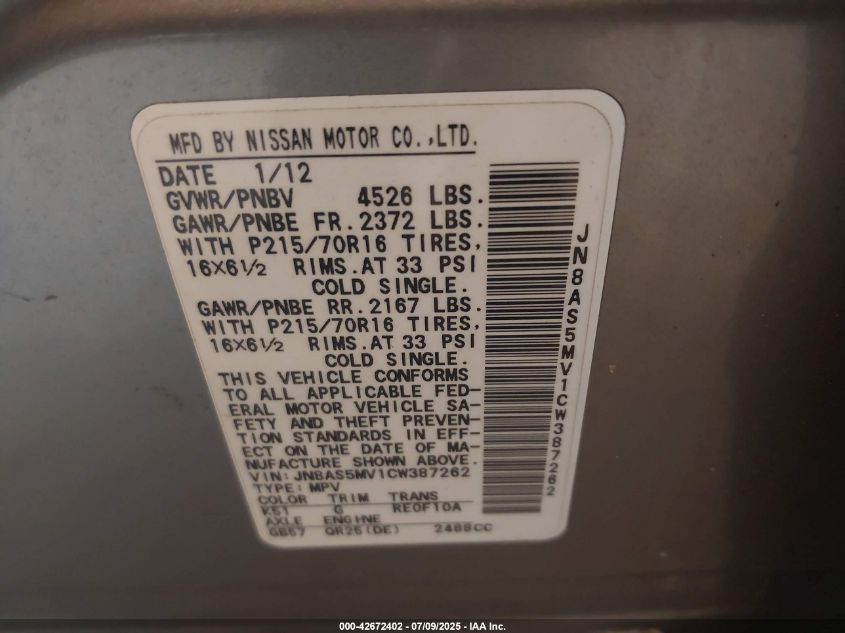 MFD BY NISSAN MOTOR CO.,LTD.
DATE 1/12
GVWR/PNBV 4526 LBS.
GAWR/PNBE FR.2372 LBS.
WITH P215/70R16 TIRES,
16X6½ RIMS.AT 33 PSI
COLD SINGLE.
GAWR/PNBE RR.2167 LBS.
WITH P215/70R16 TIRES,
16X6½ RIMS.AT 33 PSI
COLD SINGLE.
THIS VEHICLE CONFORMS
TO ALL APPLICABLE FED-
ERAL MOTOR VEHICLE SA-
FETY AND THEFT PREVEN-
TION STANDARDS IN EFF-
ECT ON THE DATE OF MA-
NUFACTURE SHOWN ABOVE.
VIN:JN8AS5MV1CW387262
TYPE:MPV
COLOR TRIM TRANS
K51 G RE0F10A
AXLE ENGINE
GB57 QR25(DE) 2488CC
JN8AS5MV1CW387262
000-42672402 - 07/09/2025 - IAA Inc.